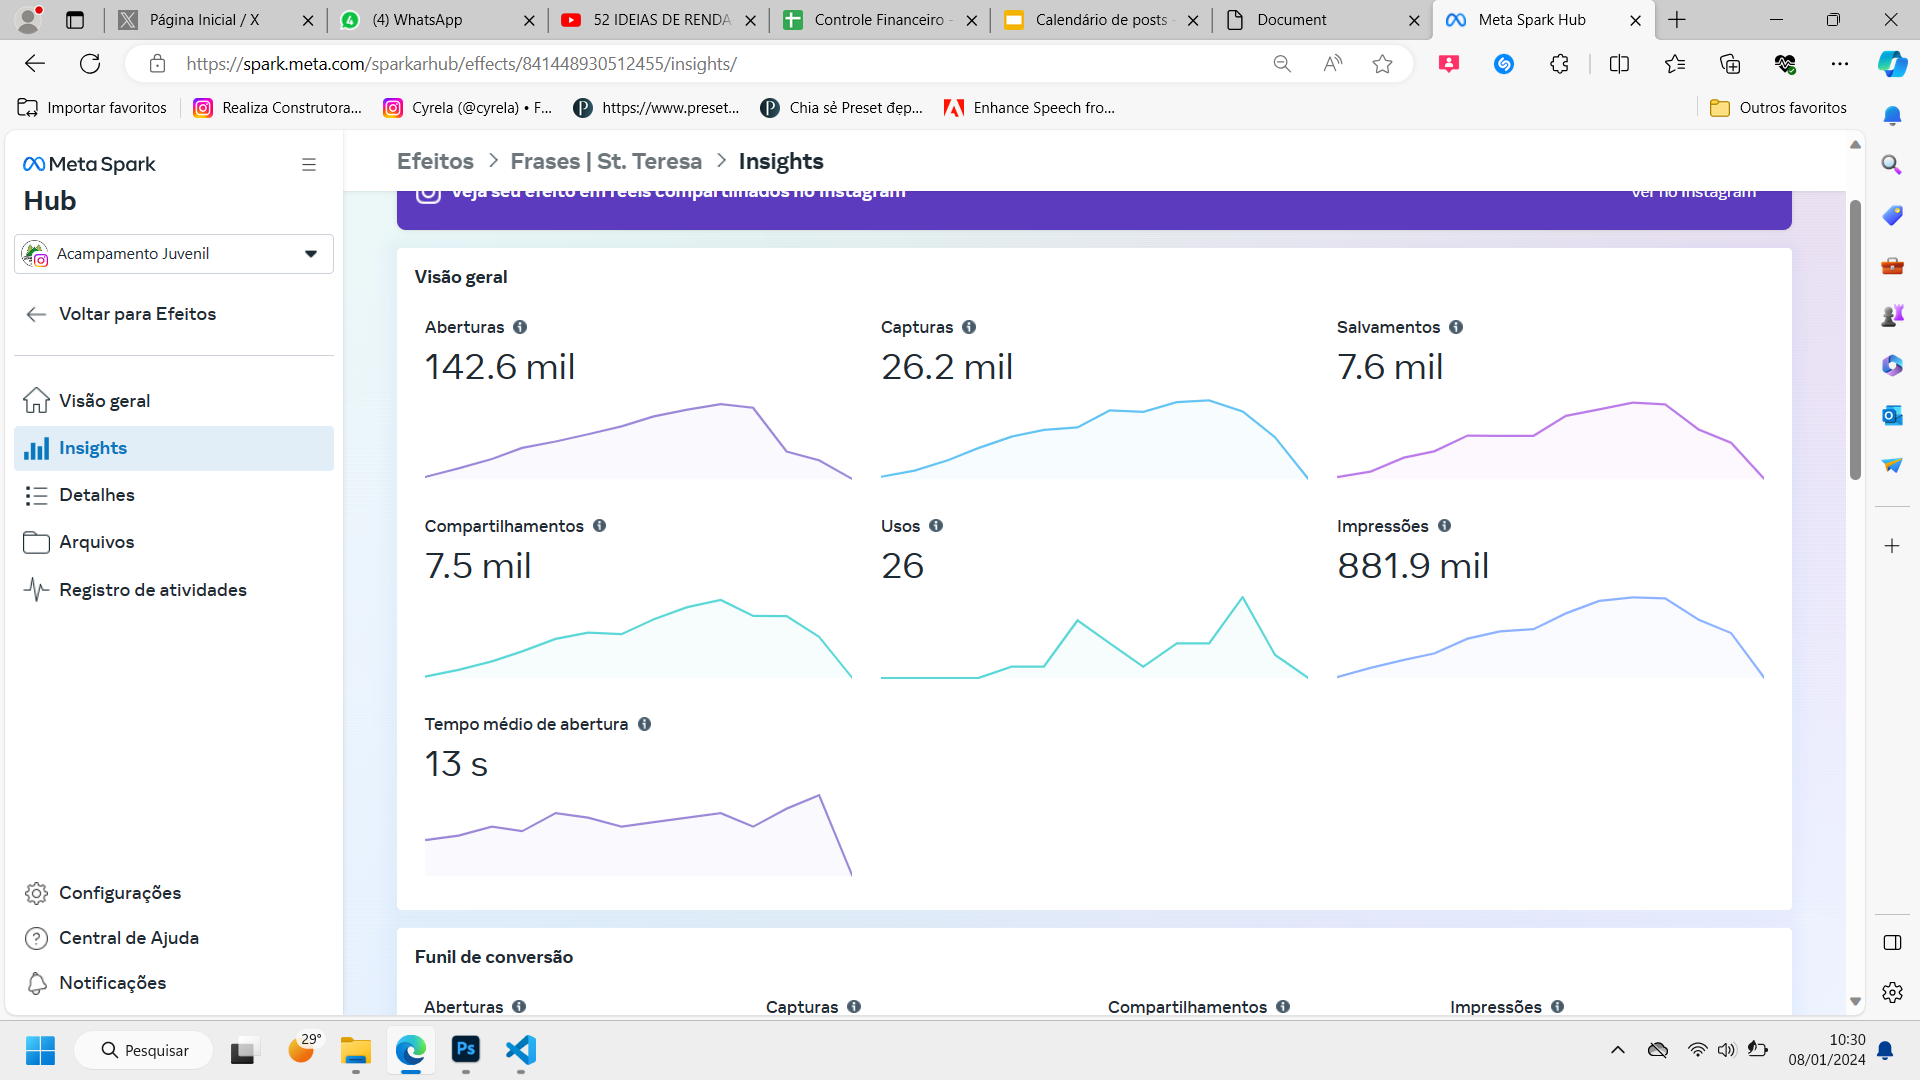 Página Inicial / X
(4) WhatsApp
52 IDEIAS DE RENDA
Controle Financeiro -
Calendário de posts -
Document
Meta Spark Hub
https://spark.meta.com/sparkarhub/effects/841448930512455/insights/
Importar favoritos
Realiza Construtora...
Cyrela (@cyrela) • F...
https://www.preset...
Chia sẻ Preset đẹp...
Enhance Speech fro...
Outros favoritos
Meta Spark
Hub
Acampamento Juvenil
Voltar para Efeitos
Visão geral
Insights
Detalhes
Arquivos
Registro de atividades
Configurações
Central de Ajuda
Notificações
Efeitos > Frases | St. Teresa > Insights
Veja seu efeito em reels compartilhados no Instagram
Ver no Instagram
Visão geral
Aberturas
142.6 mil
Capturas
26.2 mil
Salvamentos
7.6 mil
Compartilhamentos
7.5 mil
Usos
26
Impressões
881.9 mil
Tempo médio de abertura
13 s
Funil de conversão
Aberturas
Capturas
Compartilhamentos
Impressões
Pesquisar
29°
Ps
10:30
08/01/2024